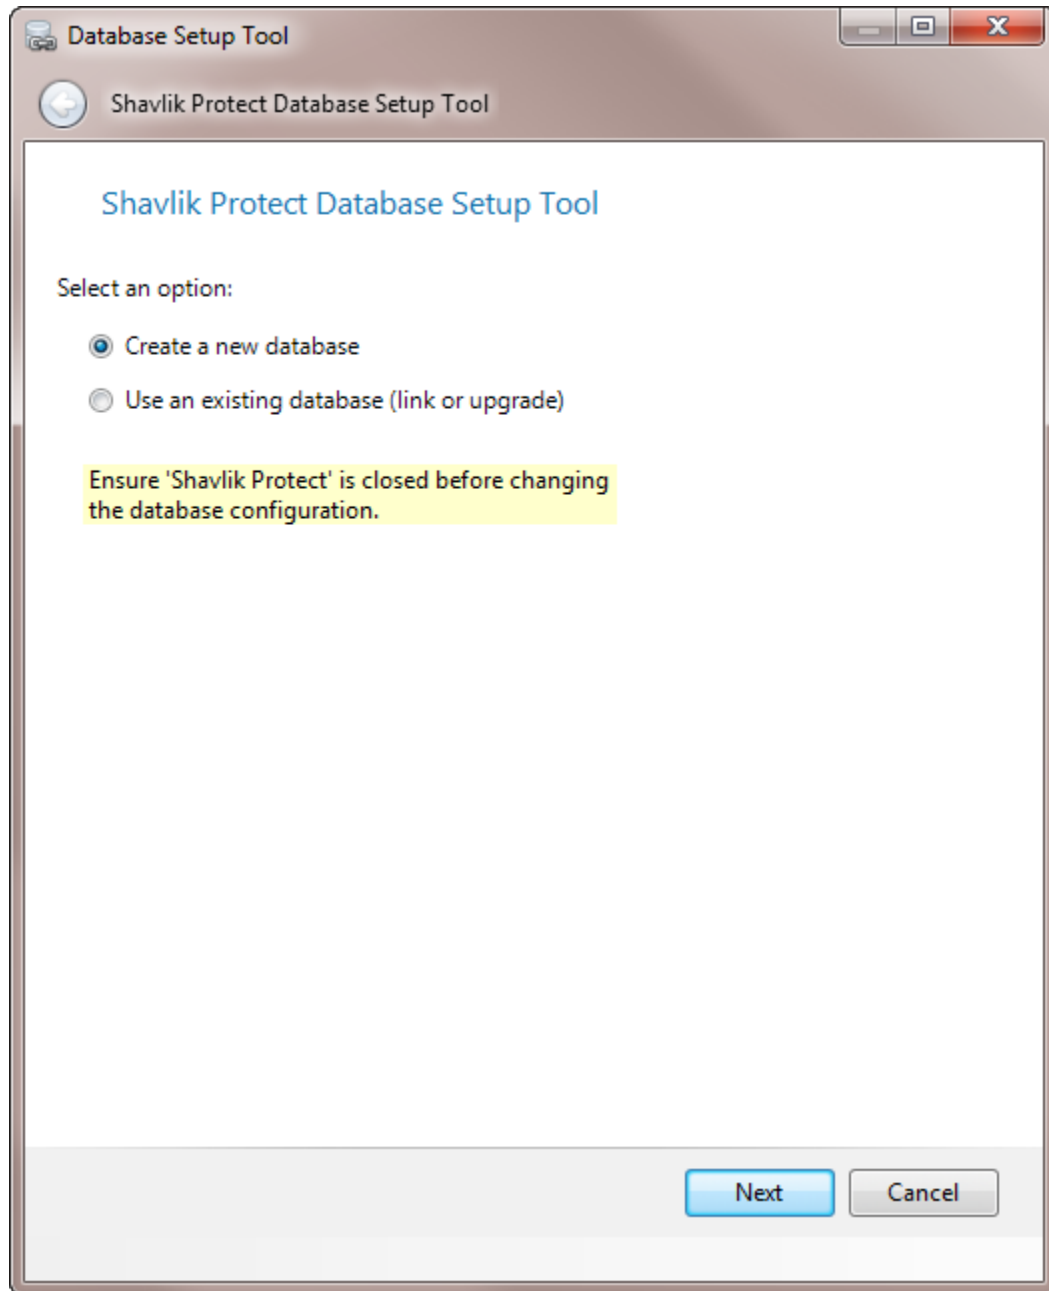 Database Setup Tool
Shavlik Protect Database Setup Tool
Shavlik Protect Database Setup Tool
Select an option:
Create a new database
Use an existing database (link or upgrade)
Ensure 'Shavlik Protect' is closed before changing
the database configuration.
Next
Cancel